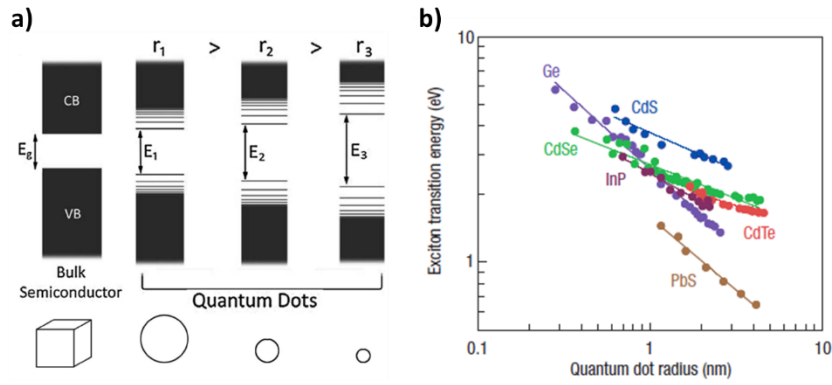 a)
r1 > r2 > r3
CB
Eg
E1
E2
E3
VB
Bulk
Semiconductor
Quantum Dots
b)
Exciton transition energy (eV)
10
1
Ge
CdS
CdSe
InP
CdTe
PbS
0.1 1 10
Quantum dot radius (nm)